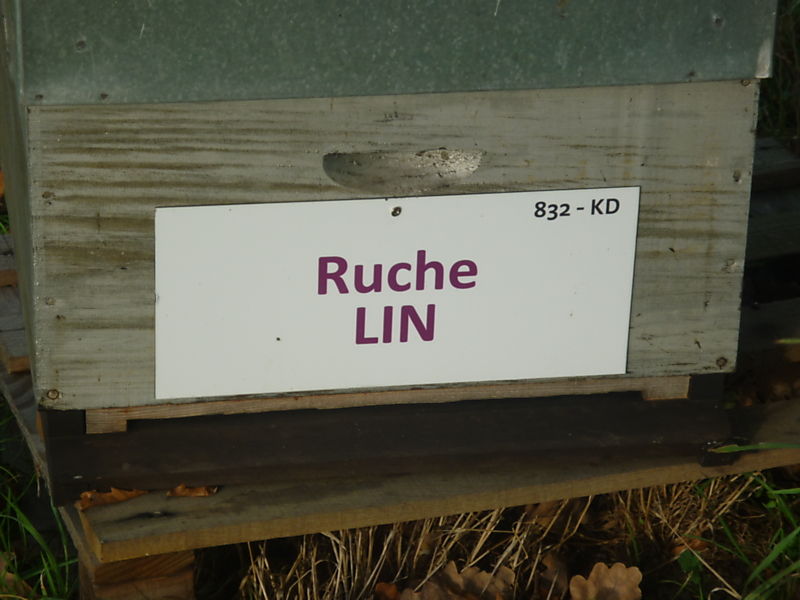 832 - KD
Ruche
LIN